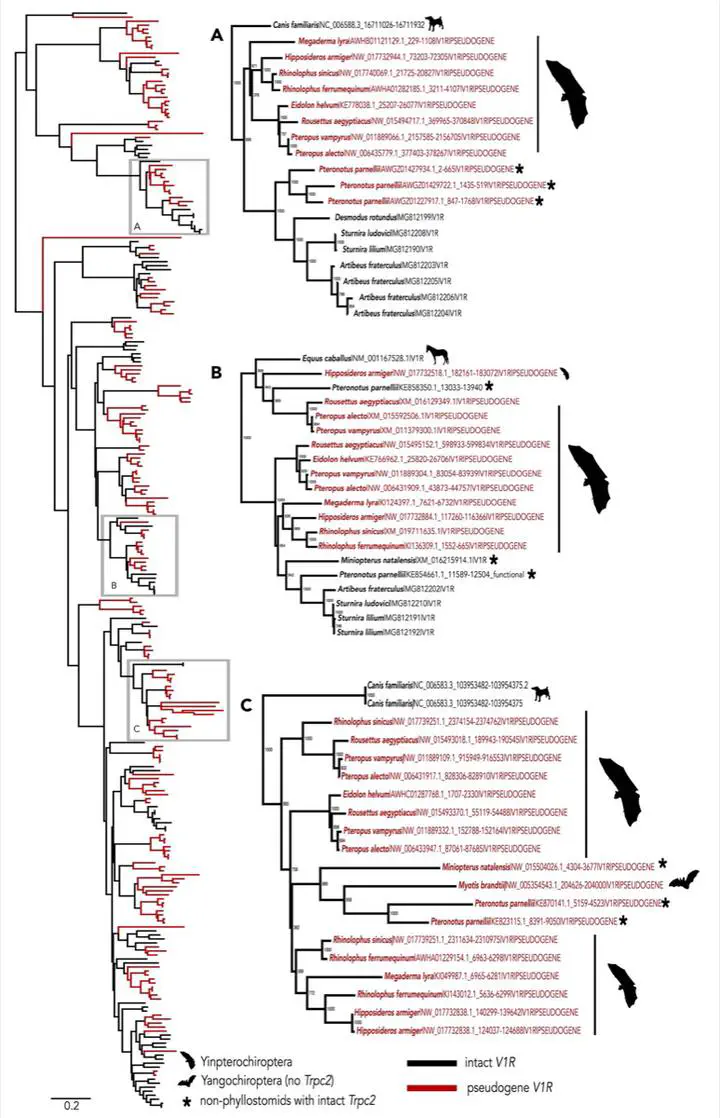 A
Canis familiaris|NC_006588.3_16711026-16711932
Megaderma lyra|AWHB01121129.1_229-1108|V1R|PSEUDOGENE
Hipposideros armiger|NW_017732944.1_73203-72305|V1R|PSEUDOGENE
Rhinolophus sinicus|NW_017740069.1_21725-20827|V1R|PSEUDOGENE
Rhinolophus ferrumequinum|AWHA01282185.1_3211-4107|V1R|PSEUDOGENE
Eidolon helvum|KE778038.1_25207-26077|V1R|PSEUDOGENE
Rousettus aegyptiacus|NW_015494717.1_369965-370848|V1R|PSEUDOGENE
Pteropus vampyrus|NW_011889066.1_2157585-2156705|V1R|PSEUDOGENE
Pteropus alecto|NW_006435779.1_377403-378267|V1R|PSEUDOGENE
Pteronotus parnellii|AWGZ01427934.1_2-665|V1R|PSEUDOGENE *
Pteronotus parnellii|AWGZ01429722.1_1435-519|V1R|PSEUDOGENE *
Pteronotus parnellii|AWGZ01227917.1_847-1768|V1R|PSEUDOGENE *
Desmodus rotundus|MG812199|V1R
Sturnira ludovici|MG812208|V1R
Sturnira lilium|MG812190|V1R
Artibeus fraterculus|MG812203|V1R
Artibeus fraterculus|MG812205|V1R
Artibeus fraterculus|MG812206|V1R
Artibeus fraterculus|MG812204|V1R
A
B
Equus caballus|NM_001167528.1|V1R
Hipposideros armiger|NW_017732518.1_182161-183072|V1R|PSEUDOGENE
Pteronotus parnellii|KE858350.1_13033-13940 *
Rousettus aegyptiacus|XM_016129349.1|V1R|PSEUDOGENE
Pteropus alecto|XM_015592506.1|V1R|PSEUDOGENE
Pteropus vampyrus|XM_011379300.1|V1R|PSEUDOGENE
Rousettus aegyptiacus|NW_015495152.1_598933-599834|V1R|PSEUDOGENE
Eidolon helvum|KE766962.1_25820-26706|V1R|PSEUDOGENE
Pteropus vampyrus|NW_011889304.1_83054-83939|V1R|PSEUDOGENE
Pteropus alecto|NW_006431909.1_43873-44757|V1R|PSEUDOGENE
Megaderma lyra|KI124397.1_7621-6732|V1R|PSEUDOGENE
Hipposideros armiger|NW_017732884.1_117260-116366|V1R|PSEUDOGENE
Rhinolophus sinicus|XM_019711635.1|V1R|PSEUDOGENE
Rhinolophus ferrumequinum|KI136309.1_1552-665|V1R|PSEUDOGENE
Miniopterus natalensis|XM_016215914.1|V1R *
Pteronotus parnellii|KE854661.1_11589-12504_functional *
Artibeus fraterculus|MG812202|V1R
Sturnira ludovici|MG812210|V1R
Sturnira lilium|MG812191|V1R
Sturnira lilium|MG812192|V1R
B
C
Canis familiaris|NC_006583.3_103953482-103954375.2
Canis familiaris|NC_006583.3_103953482-103954375
Rhinolophus sinicus|NW_017739251.1_2374154-2374762|V1R|PSEUDOGENE
Rousettus aegyptiacus|NW_015493018.1_189943-190545|V1R|PSEUDOGENE
Pteropus vampyrus|NW_011889109.1_915949-916553|V1R|PSEUDOGENE
Pteropus alecto|NW_006431917.1_828306-828910|V1R|PSEUDOGENE
Eidolon helvum|AWHC01287768.1_1707-2330|V1R|PSEUDOGENE
Rousettus aegyptiacus|NW_015493370.1_55119-54488|V1R|PSEUDOGENE
Pteropus vampyrus|NW_011889332.1_152788-152164|V1R|PSEUDOGENE
Pteropus alecto|NW_006433947.1_87061-87685|V1R|PSEUDOGENE
Miniopterus natalensis|NW_015504026.1_4304-3677|V1R|PSEUDOGENE *
Myotis brandtii|NW_005354543.1_204626-204000|V1R|PSEUDOGENE
Pteronotus parnellii|KE870141.1_5159-4523|V1R|PSEUDOGENE *
Pteronotus parnellii|KE823115.1_8391-9050|V1R|PSEUDOGENE *
Rhinolophus sinicus|NW_017739251.1_2311634-2310975|V1R|PSEUDOGENE
Rhinolophus ferrumequinum|AWHA01229154.1_6963-6298|V1R|PSEUDOGENE
Megaderma lyra|KI049987.1_6965-6281|V1R|PSEUDOGENE
Rhinolophus ferrumequinum|KI143012.1_5636-6299|V1R|PSEUDOGENE
Hipposideros armiger|NW_017732838.1_140299-139642|V1R|PSEUDOGENE
Hipposideros armiger|NW_017732838.1_124037-124688|V1R|PSEUDOGENE
C
Yinpterochiroptera
Yangochiroptera (no Trpc2)
* non-phyllostomids with intact Trpc2
intact V1R
pseudogene V1R
0.2